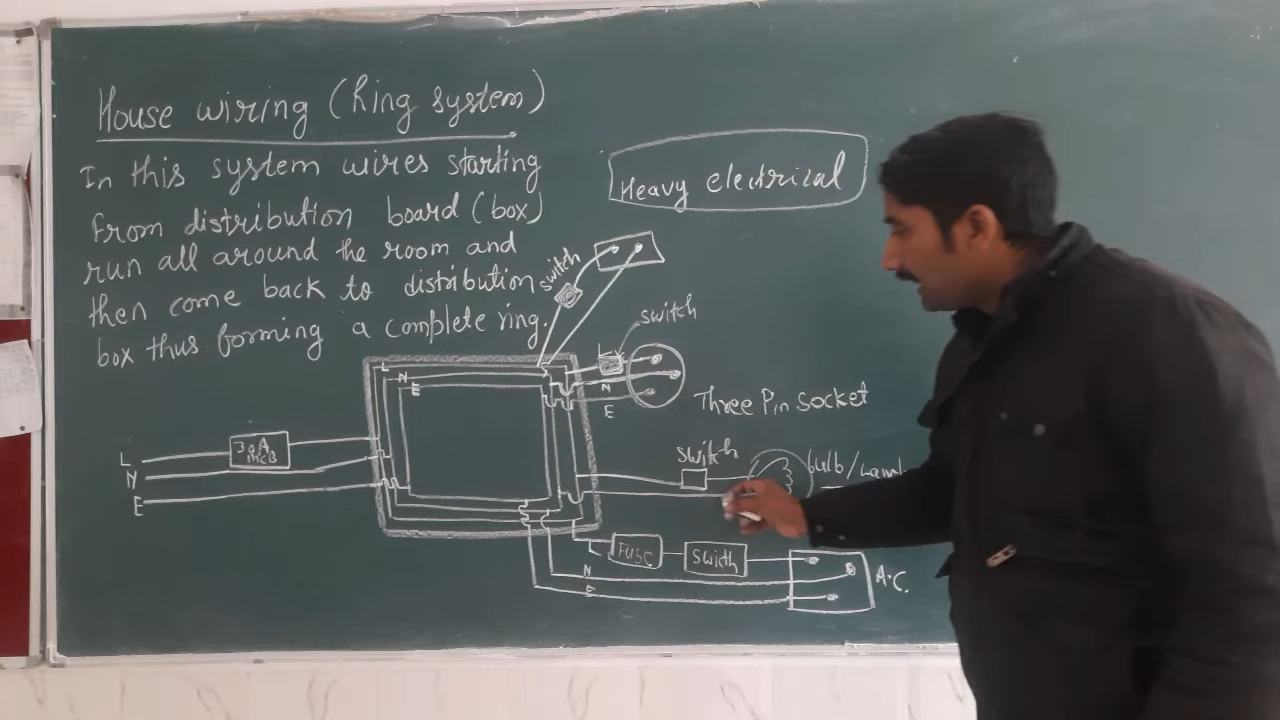 House wiring (Ring system)
In this system wires starting
from distribution board (box)
run all around the room and
then come back to distribution
box thus forming a complete ring.
Heavy electrical
switch
switch
L
N
E
Three Pin Socket
L
N
E
30A
MCB
L
N
E
switch
bulb/Lamp
L
Fuse
Swicth
N
E
A.C.